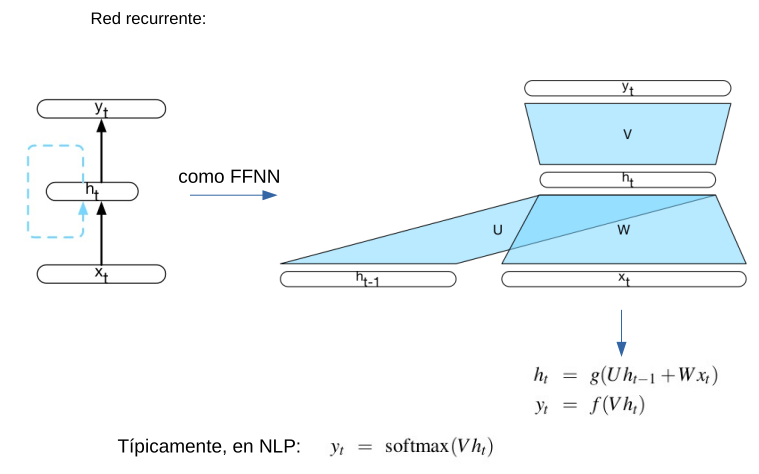 Red recurrente:
y_t
h_t
x_t
como FFNN
y_t
V
h_t
U
W
h_{t-1}
x_t
h_t = g(Uh_{t-1} + Wx_t)
y_t = f(Vh_t)
Típicamente, en NLP: y_t = softmax(Vh_t)